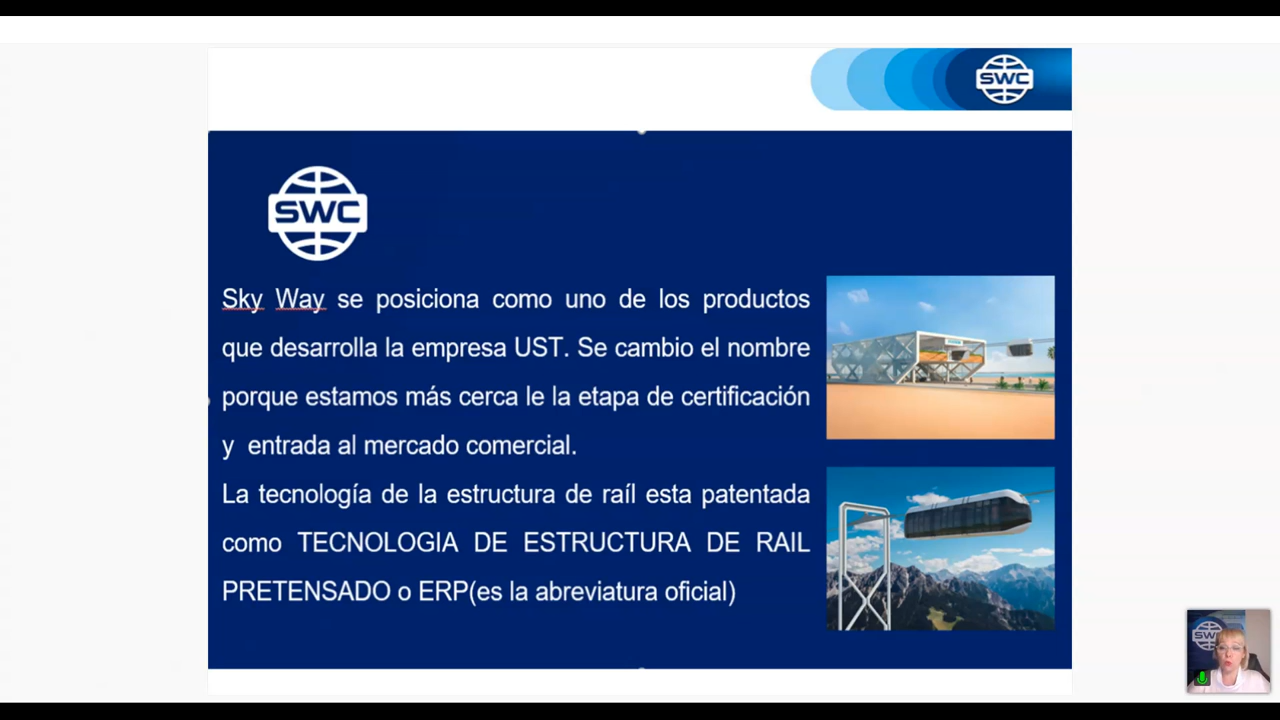 SWC
SWC
Sky Way se posiciona como uno de los productos
que desarrolla la empresa UST. Se cambio el nombre
porque estamos más cerca le la etapa de certificación
y entrada al mercado comercial.
La tecnología de la estructura de raíl esta patentada
como TECNOLOGIA DE ESTRUCTURA DE RAIL
PRETENSADO o ERP(es la abreviatura oficial)